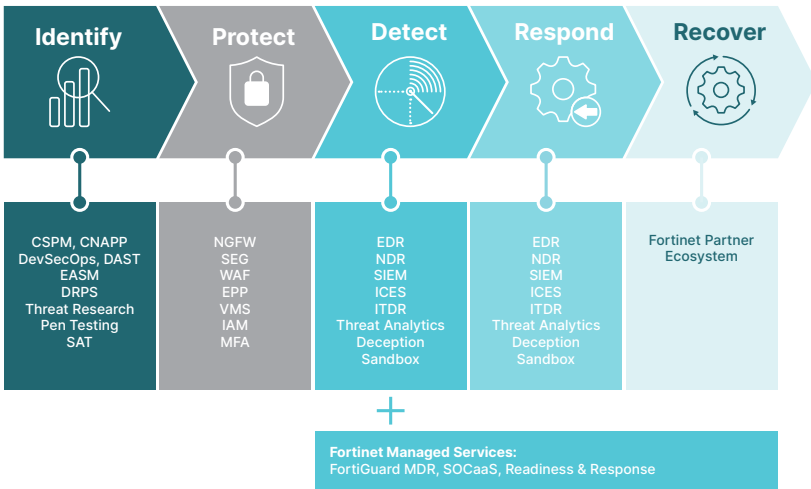 Identify
Protect
Detect
Respond
Recover
CSPM, CNAPP
DevSecOps, DAST
EASM
DRPS
Threat Research
Pen Testing
SAT
NGFW
SEG
WAF
EPP
VMS
IAM
MFA
EDR
NDR
SIEM
ICES
ITDR
Threat Analytics
Deception
Sandbox
EDR
NDR
SIEM
ICES
ITDR
Threat Analytics
Deception
Sandbox
Fortinet Partner
Ecosystem
Fortinet Managed Services:
FortiGuard MDR, SOCaaS, Readiness & Response